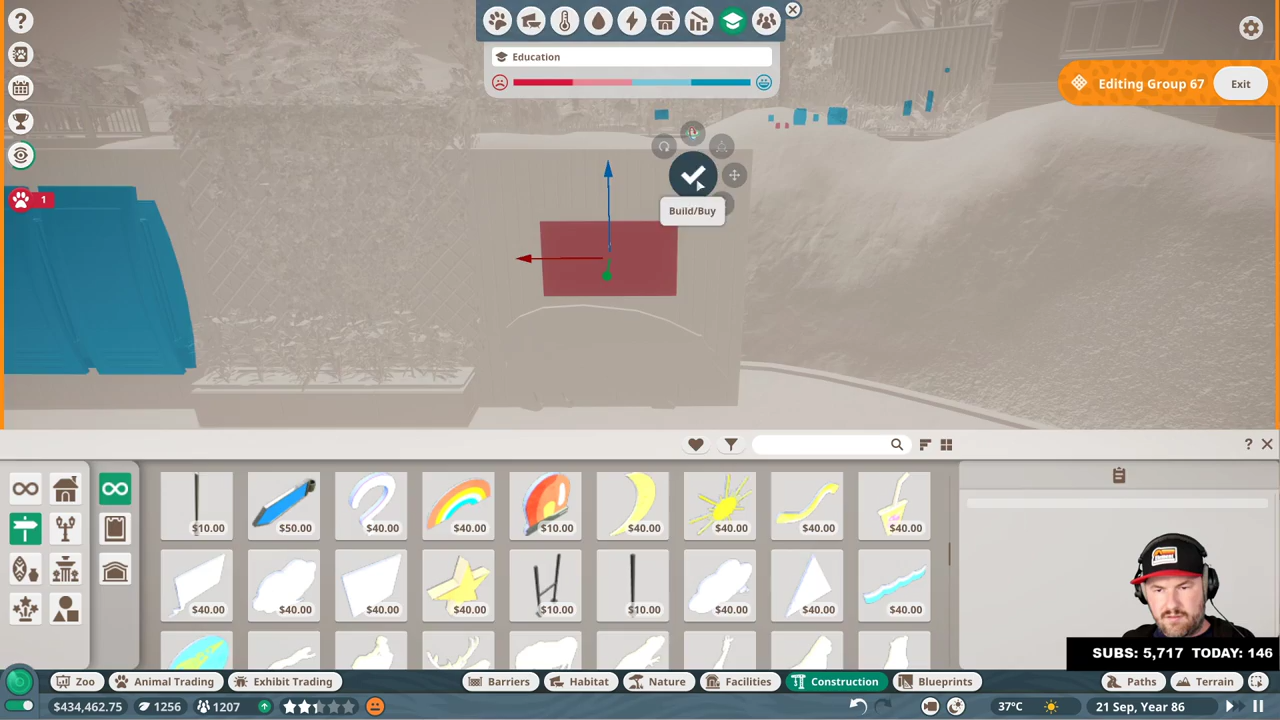 ?
Education
Editing Group 67
Exit
1
Build/Buy
?
$10.00
$50.00
$40.00
$40.00
$10.00
$40.00
$40.00
$40.00
$40.00
$40.00
$40.00
$40.00
$40.00
$10.00
$10.00
$40.00
$40.00
$40.00
SUBS: 5,717 TODAY: 146
Zoo
Animal Trading
Exhibit Trading
Barriers
Habitat
Nature
Facilities
Construction
Blueprints
Paths
Terrain
$434,462.75
1256
1207
37°C
21 Sep, Year 86